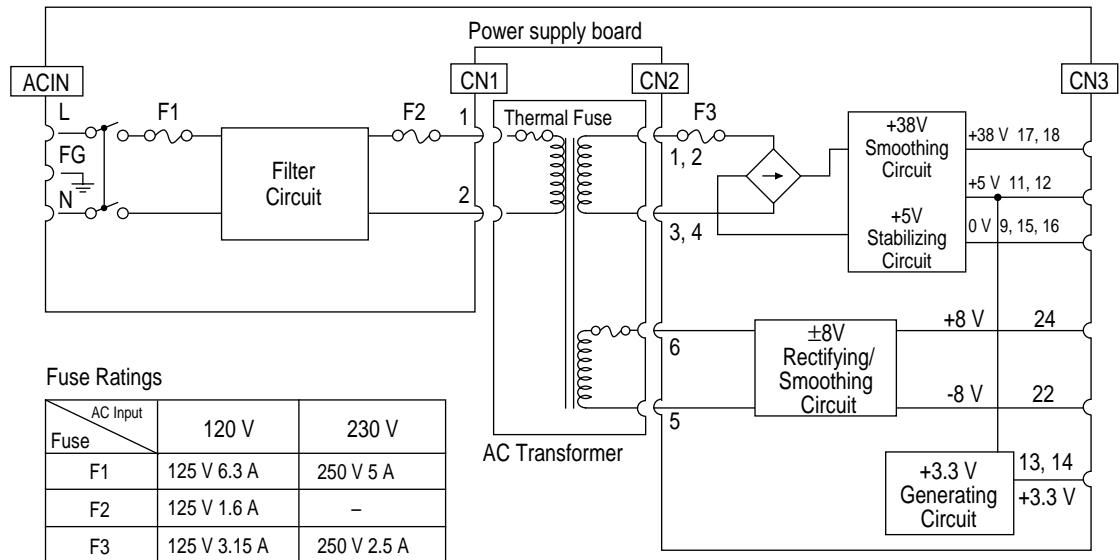 Power supply board
ACIN
CN1
CN2
CN3
L
F1
F2
1
Thermal Fuse
F3
1, 2
+38V
Smoothing
Circuit
+38 V 17, 18
FG
Filter
Circuit
+5 V 11, 12
N
2
3, 4
+5V
Stabilizing
Circuit
0 V 9, 15, 16
6
±8V
Rectifying/
Smoothing
Circuit
+8 V 24
-8 V 22
5
AC Transformer
+3.3 V
Generating
Circuit
13, 14
+3.3 V
Fuse Ratings
AC Input
Fuse
120 V 230 V
F1 125 V 6.3 A 250 V 5 A
F2 125 V 1.6 A –
F3 125 V 3.15 A 250 V 2.5 A